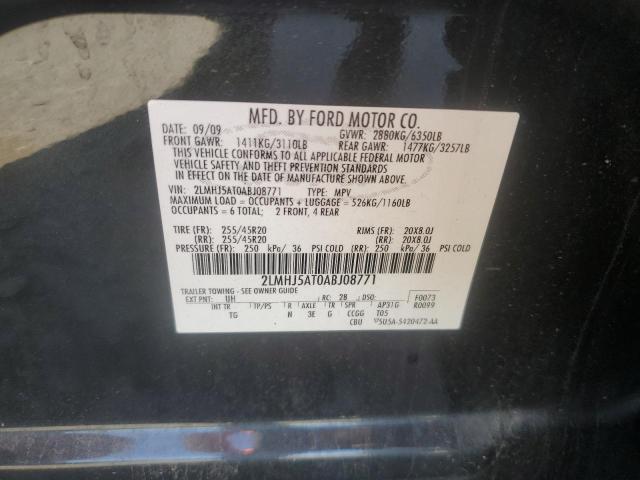 MFD. BY FORD MOTOR CO.
DATE: 09/09 GVWR: 2880KG/6350LB
FRONT GAWR: 1411KG/3110LB REAR GAWR: 1477KG/3257LB
THIS VEHICLE CONFORMS TO ALL APPLICABLE FEDERAL MOTOR
VEHICLE SAFETY AND THEFT PREVENTION STANDARDS
IN EFFECT ON THE DATE OF MANUFACTURE SHOWN ABOVE.
VIN: 2LMHJ5AT0ABJ08771 TYPE: MPV
MAXIMUM LOAD = OCCUPANTS + LUGGAGE = 526KG/1160LB
OCCUPANTS = 6 TOTAL: 2 FRONT, 4 REAR
TIRE (FR): 255/45R20 RIMS (FR): 20X8.0J
(RR): 255/45R20 (RR): 20X8.0J
PRESSURE (FR): 250 kPa/ 36 PSI COLD (RR): 250 kPa/ 36 PSI COLD
2LMHJ5AT0ABJ08771
TRAILER TOWING - SEE OWNER GUIDE
EXT PNT: UH RC: 28 DSO: F0073
INT TR TP/PS R AXLE TR SPR AP31G R0099
TG N 3E G CCGG T05
CBU 5U5A-5420472-AA